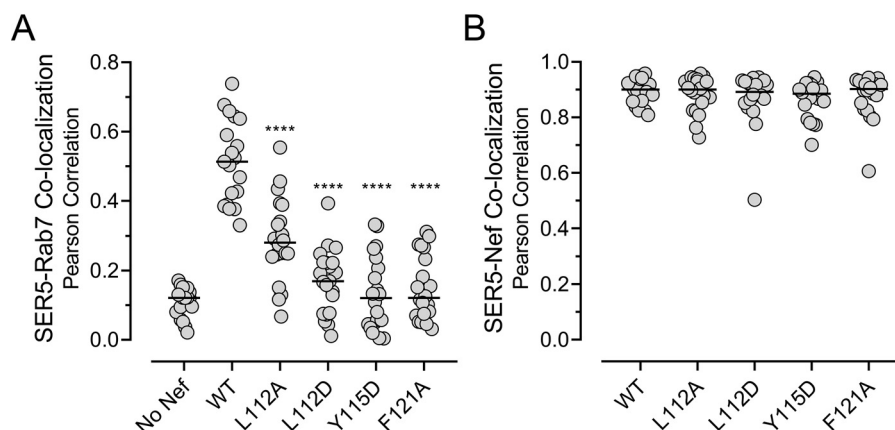 A
SER5-Rab7 Co-localization
Pearson Correlation
0.8
0.6
0.4
0.2
0.0
****
****
****
****
No Nef
WT
L112A
L112D
Y115D
F121A
B
SER5-Nef Co-localization
Pearson Correlation
1.0
0.8
0.6
0.4
0.2
0.0
WT
L112A
L112D
Y115D
F121A